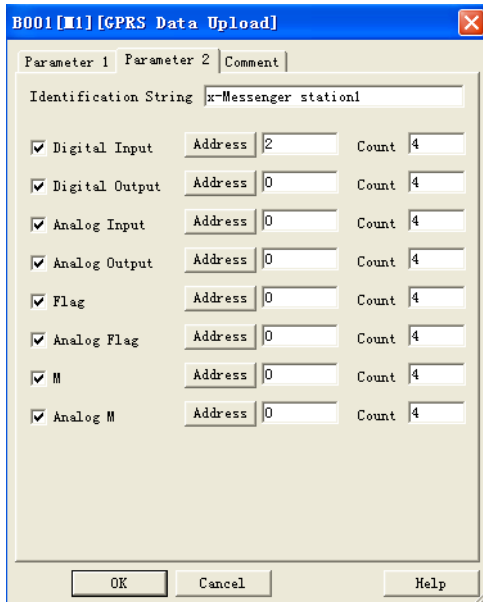 B001[M1][GPRS Data Upload]
Parameter 1 Parameter 2 Comment
Identification String x-Messenger station1
Digital Input Address 2 Count 4
Digital Output Address 0 Count 4
Analog Input Address 0 Count 4
Analog Output Address 0 Count 4
Flag Address 0 Count 4
Analog Flag Address 0 Count 4
M Address 0 Count 4
Analog M Address 0 Count 4
OK Cancel Help